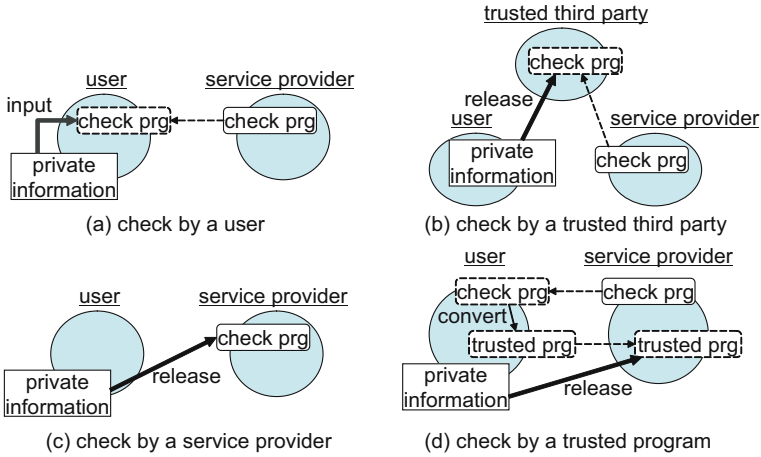 user
service provider
input
check prg
check prg
private
information
(a) check by a user
trusted third party
check prg
release
user
service provider
private
information
check prg
(b) check by a trusted third party
user
service provider
check prg
private
information
release
(c) check by a service provider
user
service provider
check prg
check prg
convert
trusted prg
trusted prg
private
information
release
(d) check by a trusted program